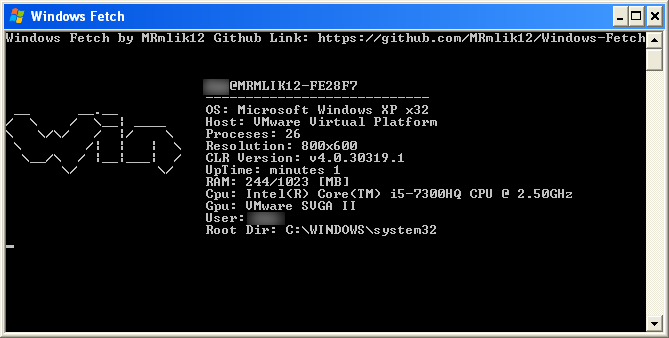 Windows Fetch
Windows Fetch by MRmlik12 Github Link: https://github.com/MRmlik12/Windows-Fetch
@MRMLIK12-FE28F7
----------------------------
OS: Microsoft Windows XP x32
Host: VMware Virtual Platform
Proceses: 26
Resolution: 800x600
CLR Version: v4.0.30319.1
UpTime: minutes 1
RAM: 244/1023 [MB]
Cpu: Intel(R) Core(TM) i5-7300HQ CPU @ 2.50GHz
Gpu: VMware SVGA II
User:
Root Dir: C:\WINDOWS\system32